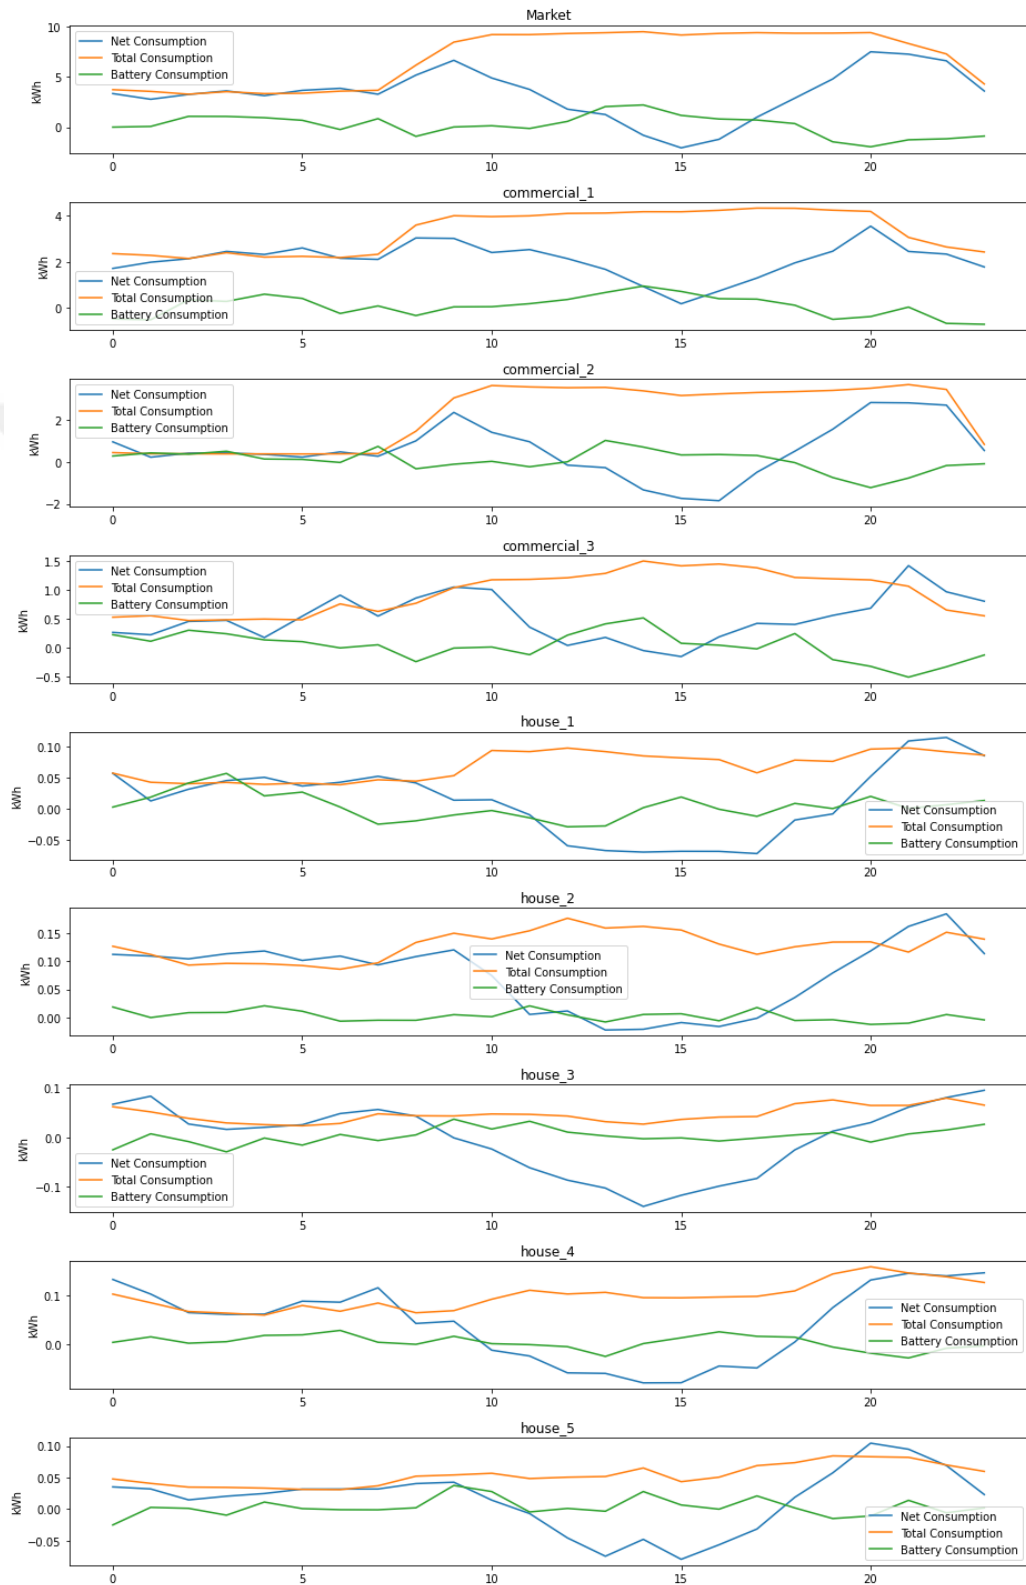 Market
10
5
0
kWh
Net Consumption
Total Consumption
Battery Consumption
0 5 10 15 20
commercial_1
4
2
0
kWh
Net Consumption
Total Consumption
Battery Consumption
0 5 10 15 20
commercial_2
2
0
−2
kWh
Net Consumption
Total Consumption
Battery Consumption
0 5 10 15 20
commercial_3
1.5
1.0
0.5
0.0
−0.5
kWh
Net Consumption
Total Consumption
Battery Consumption
0 5 10 15 20
house_1
0.10
0.05
0.00
−0.05
kWh
Net Consumption
Total Consumption
Battery Consumption
0 5 10 15 20
house_2
0.15
0.10
0.05
0.00
kWh
Net Consumption
Total Consumption
Battery Consumption
0 5 10 15 20
house_3
0.1
0.0
−0.1
kWh
Net Consumption
Total Consumption
Battery Consumption
0 5 10 15 20
house_4
0.1
0.0
kWh
Net Consumption
Total Consumption
Battery Consumption
0 5 10 15 20
house_5
0.10
0.05
0.00
−0.05
kWh
Net Consumption
Total Consumption
Battery Consumption
0 5 10 15 20